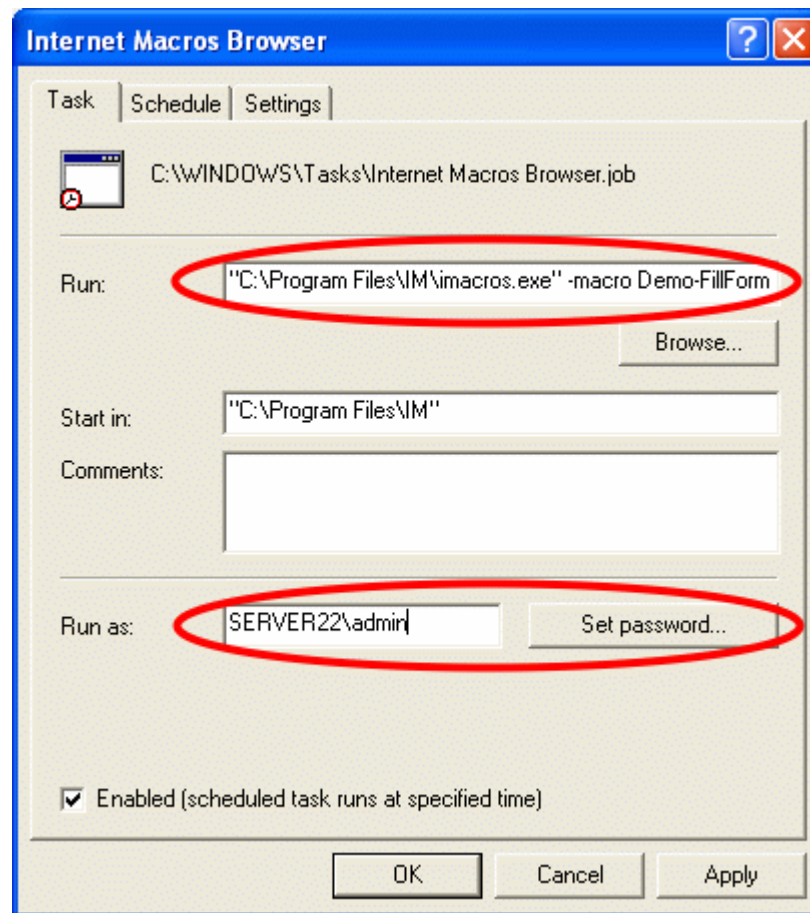 Internet Macros Browser
Task Schedule Settings
C:\WINDOWS\Tasks\Internet Macros Browser.job
Run: "C:\Program Files\IM\imacros.exe" -macro Demo-FillForm
Browse...
Start in: "C:\Program Files\IM"
Comments:
Run as: SERVER22\admin Set password...
Enabled (scheduled task runs at specified time)
OK Cancel Apply